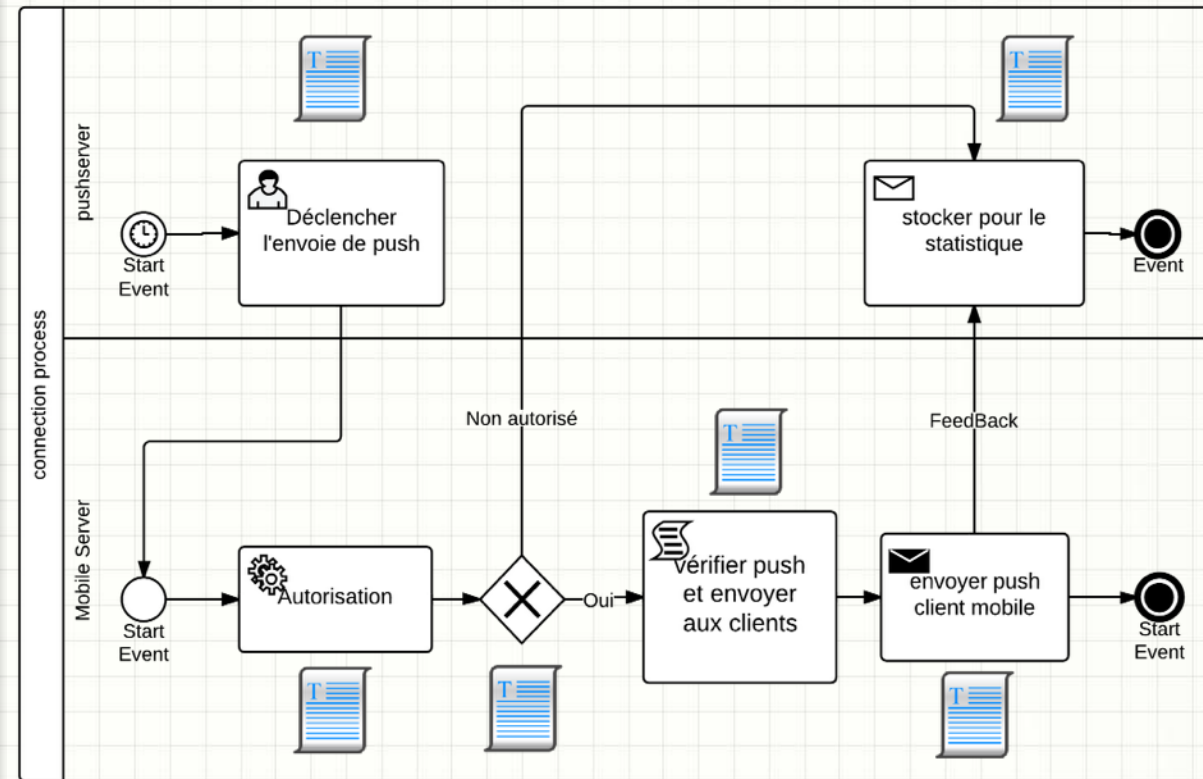 connection process
pushserver
Start
Event
Déclencher
l'envoie de push
stocker pour le
statistique
Event
Non autorisé
FeedBack
Mobile Server
Start
Event
Autorisation
Oui
vérifier push
et envoyer
aux clients
envoyer push
client mobile
Start
Event
T
T
T
T
T
T